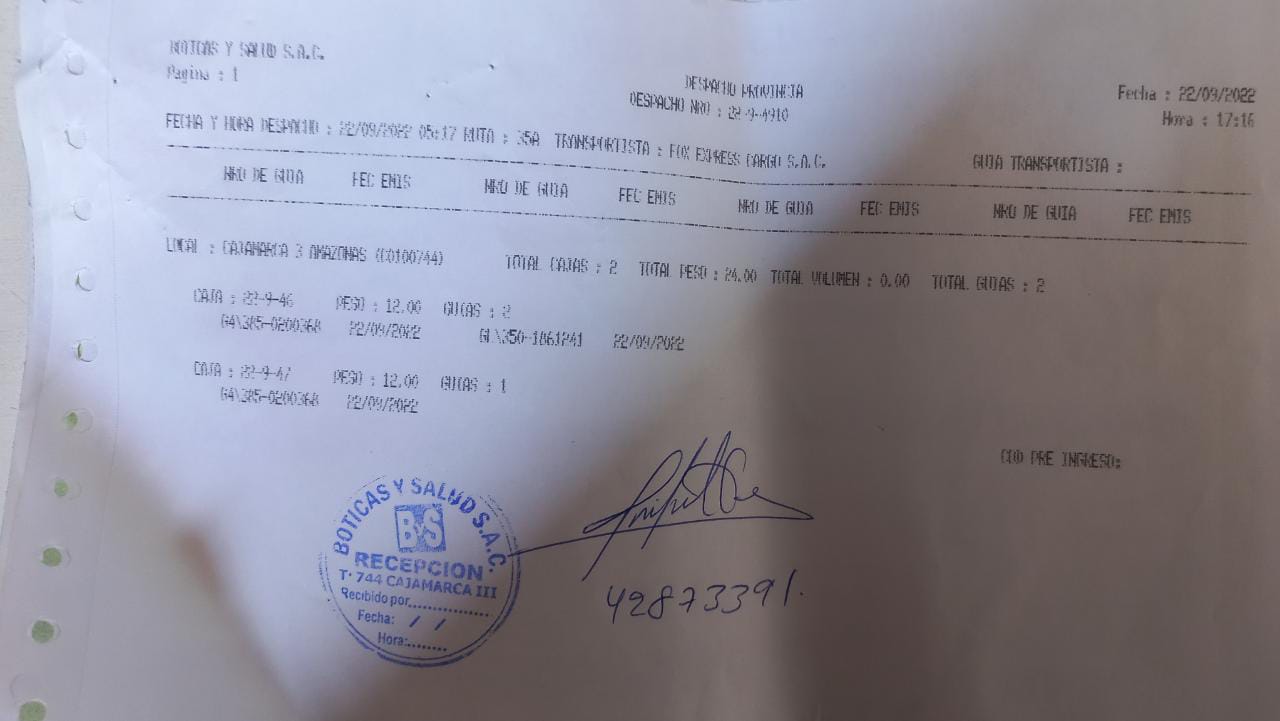 BOTICAS Y SALUD S.A.C.
Pagina : 1
DESPACHO PROVINCIA
DESPACHO NRO : 22-9-4910
Fecha : 22/09/2022
Hora : 17:16
FECHA Y HORA DESPACHO : 22/09/2022 05:17 RUTA : 35A TRANSPORTISTA : FOX EXPRESS CARGO S.A.C.
GUIA TRANSPORTISTA :
NRO DE GUIA FEC EMIS NRO DE GUIA FEC EMIS NRO DE GUIA FEC EMIS NRO DE GUIA FEC EMIS
LOCAL : CAJAMARCA 3 AMAZONAS (C0100744) TOTAL CAJAS : 2 TOTAL PESO : 24.00 TOTAL VOLUMEN : 0.00 TOTAL GUIAS : 2
CAJA : 22-9-46 PESO : 12.00 GUIAS : 2
G4\385-0200368 22/09/2022 GL\350-1861241 22/09/2022
CAJA : 22-9-47 PESO : 12.00 GUIAS : 1
G4\385-0200368 22/09/2022
COD PRE INGRESO:
BOTICAS Y SALUD S.A.C.
BYS
RECEPCION
T. 744 CAJAMARCA III
Recibido por..............
Fecha: / /
Hora:.......
42873391.